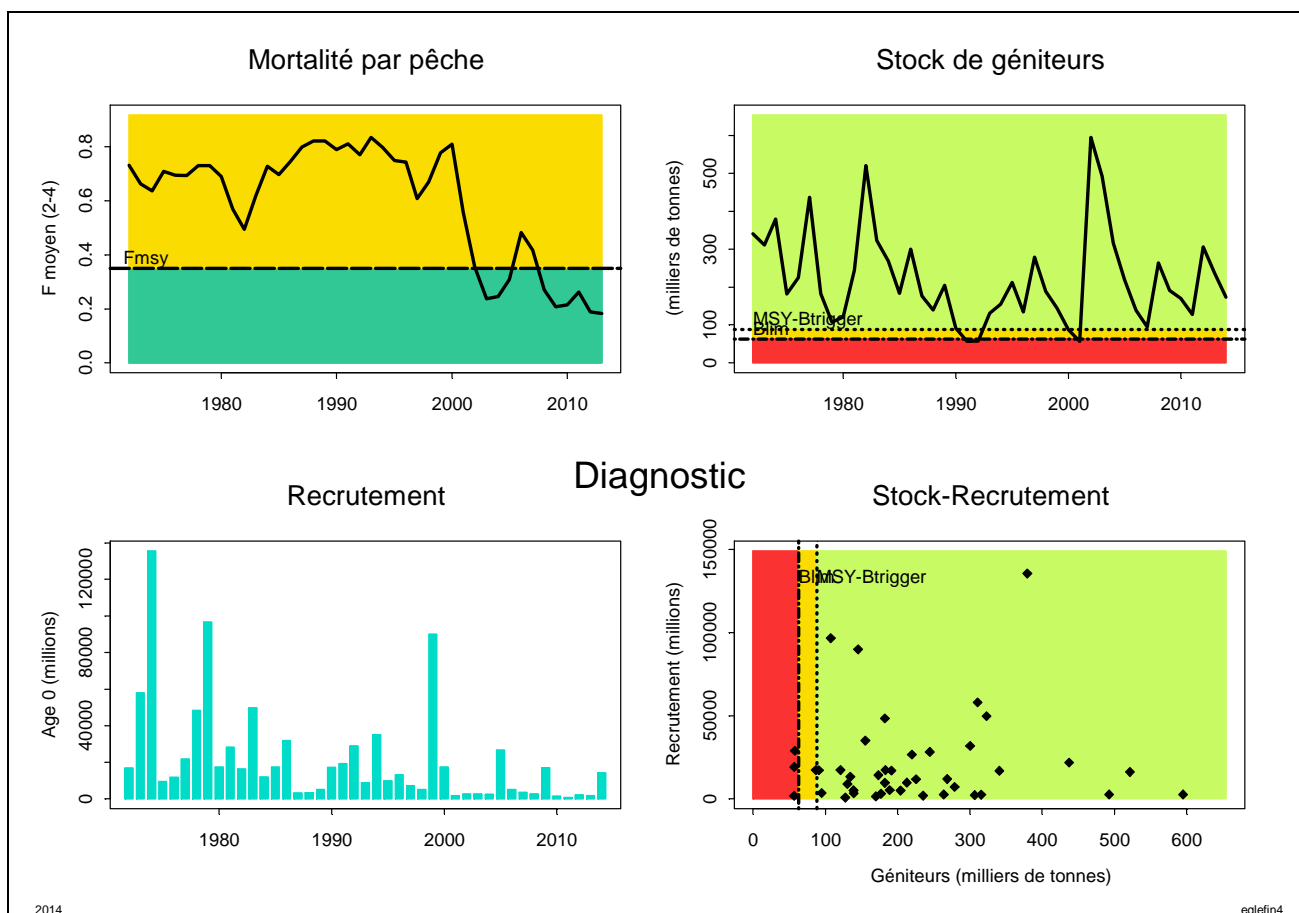 Mortalité par pêche
F moyen (2-4)
0.0 0.2 0.4 0.6 0.8
Fmsy
1980 1990 2000 2010
Stock de géniteurs
(milliers de tonnes)
0 100 300 500
MSY-Btrigger
Blim
1980 1990 2000 2010
Diagnostic
Recrutement
Age 0 (millions)
0 40000 80000 120000
1980 1990 2000 2010
Stock-Recrutement
Recrutement (millions)
0 50000 100000 150000
Blim MSY-Btrigger
0 100 200 300 400 500 600
Géniteurs (milliers de tonnes)
2014
eglefin4